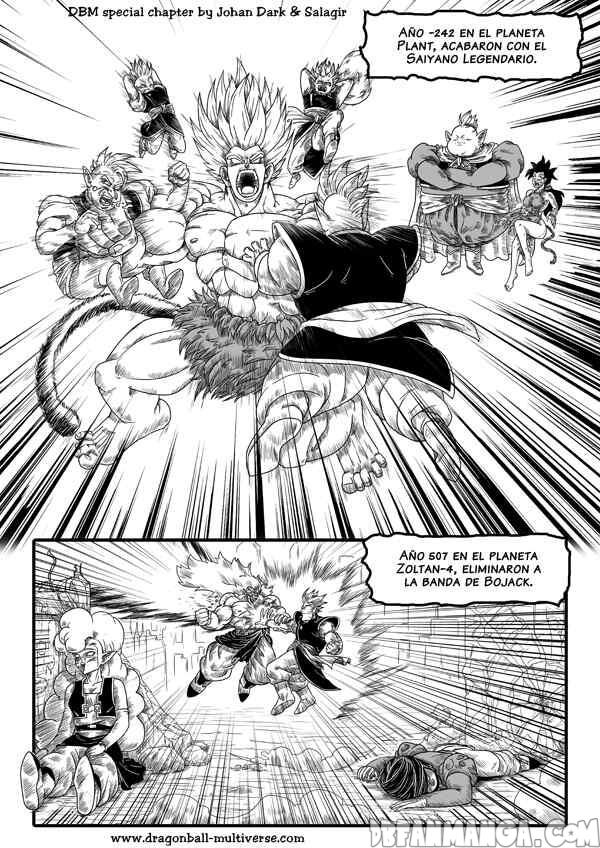 DBM special chapter by Johan Dark & Salagir
Año -242 en el planeta
Plant, acabaron con el
Saiyano Legendario.
Año 507 en el planeta
Zoltan-4, eliminaron a
la banda de Bojack.
www.dragonball-multiverse.com
DBFANMANGA.COM